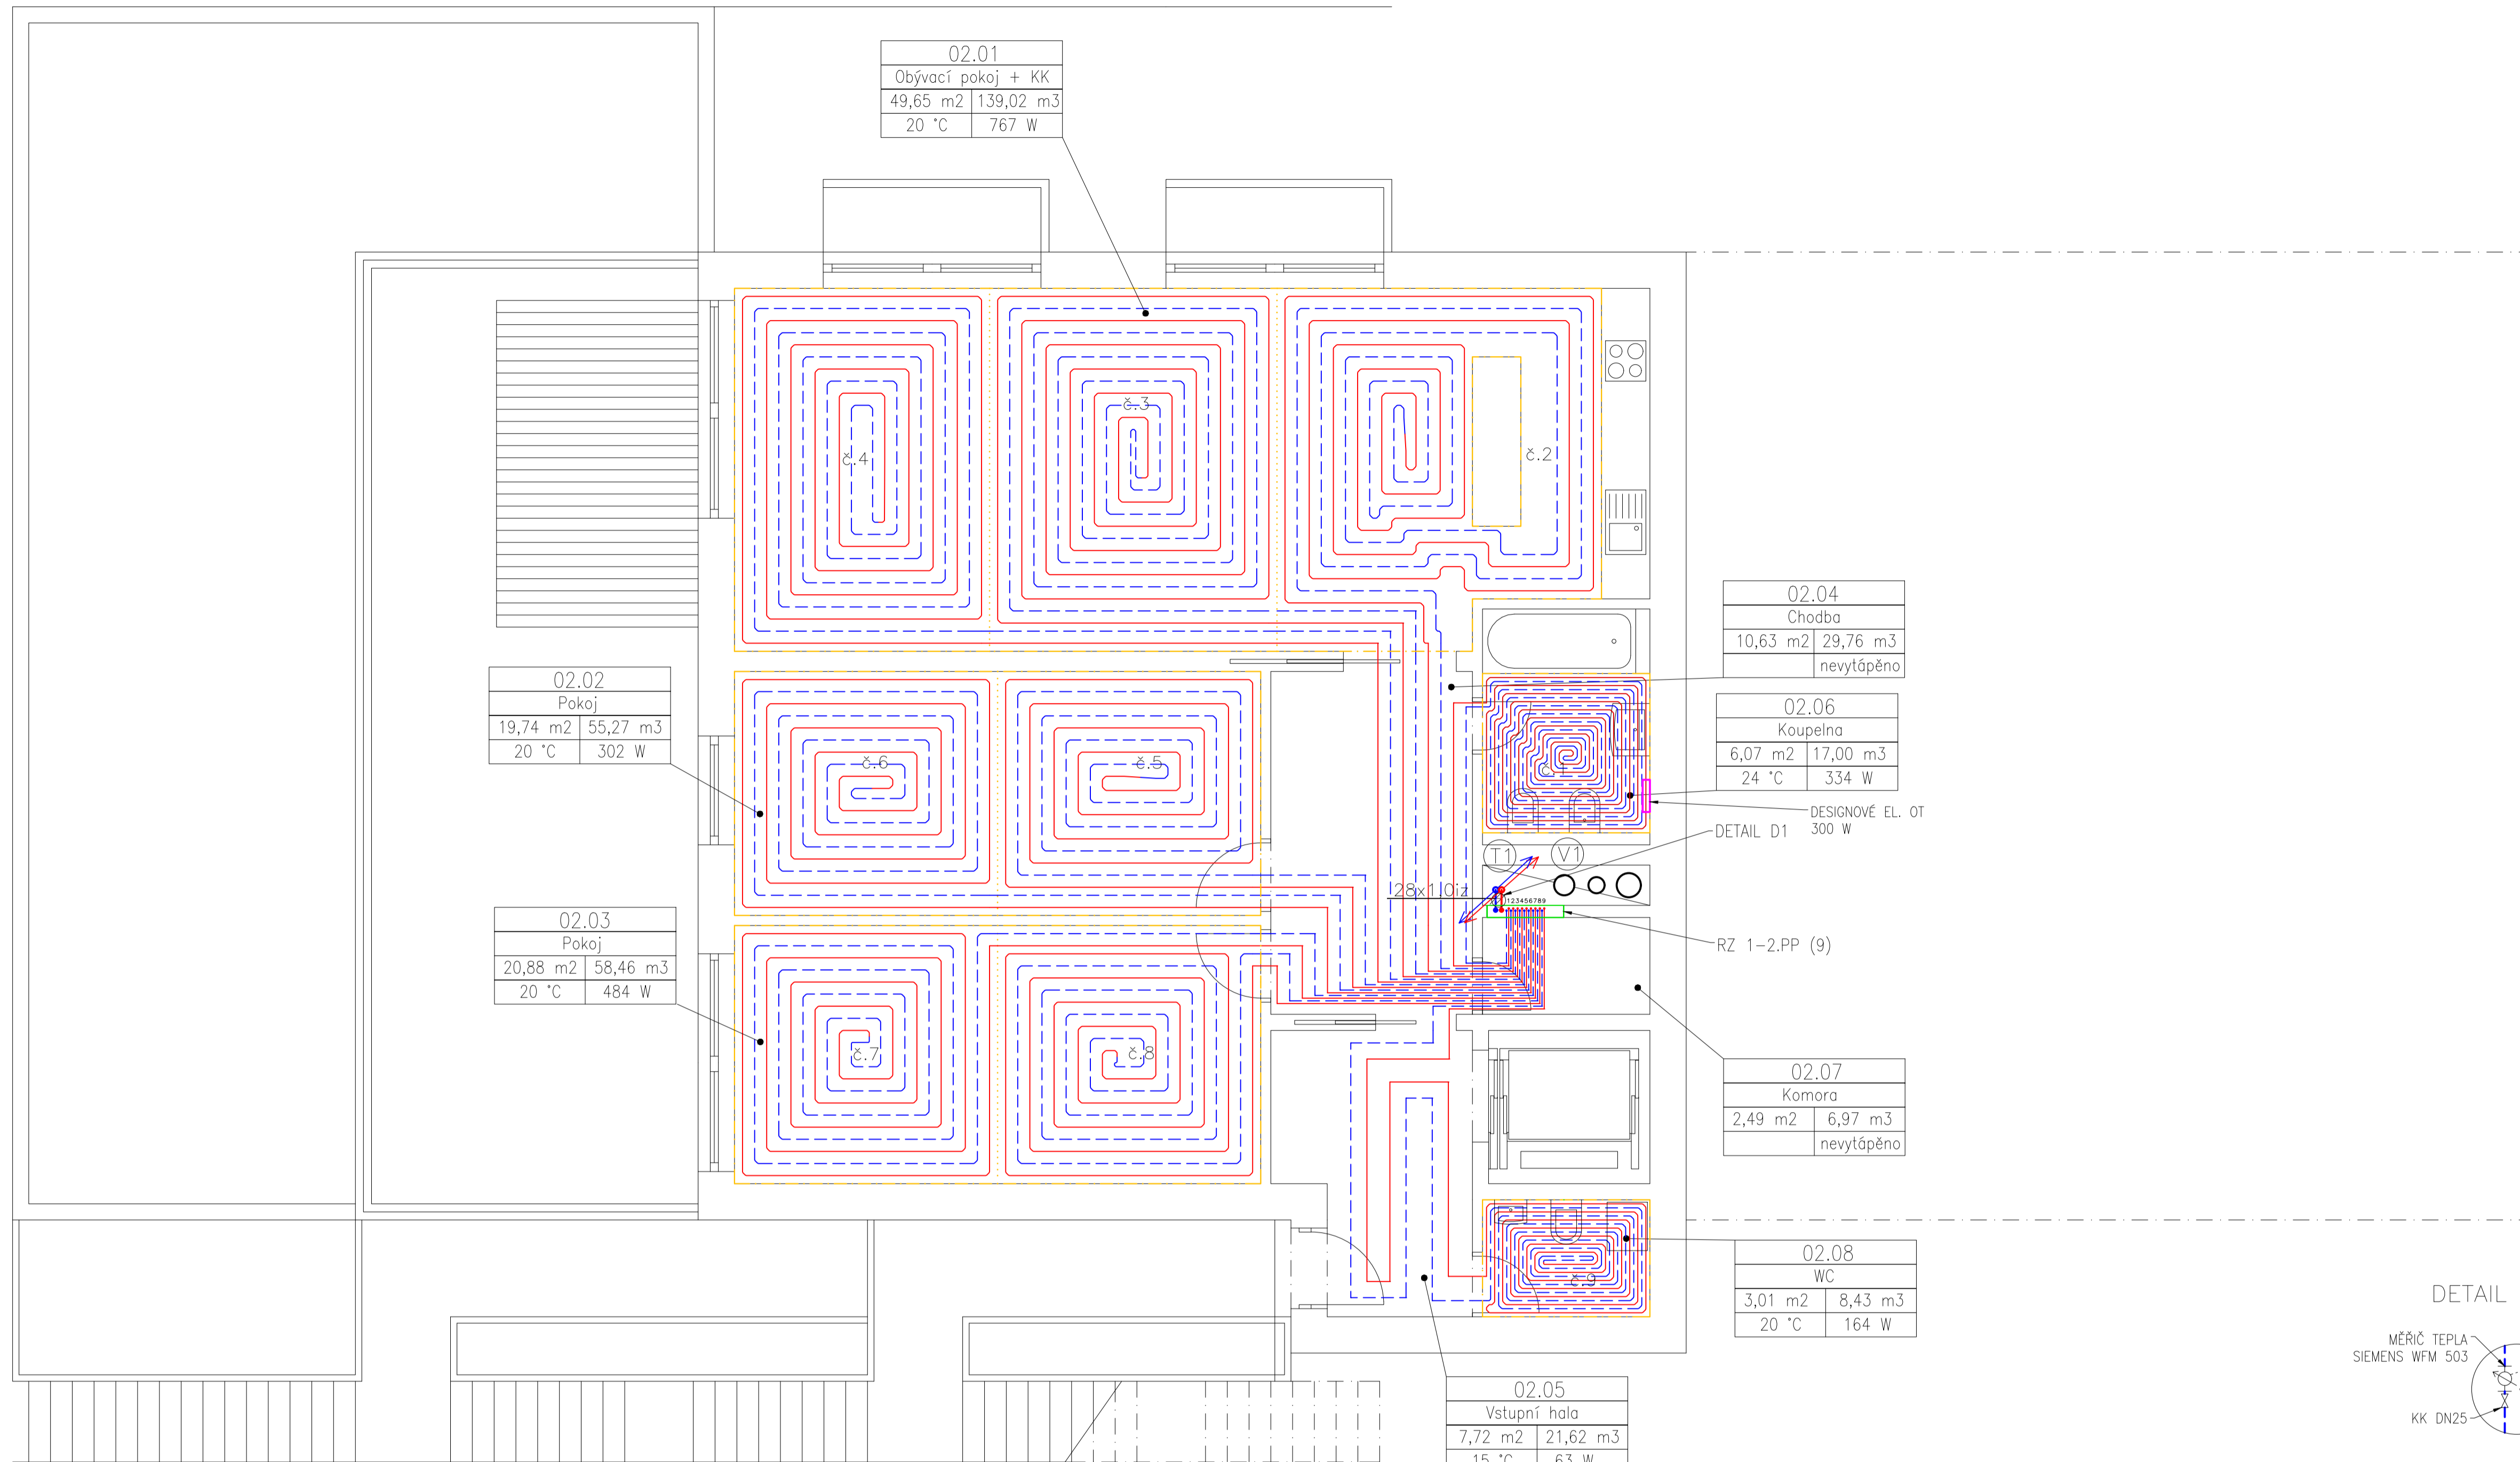 02.01
Obývací pokoj + KK
49,65 m2 139,02 m3
20 °C 767 W
č.3
č.4
č.2
02.04
Chodba
10,63 m2 29,76 m3
nevytápěno
02.02
Pokoj
19,74 m2 55,27 m3
20 °C 302 W
02.06
Koupelna
6,07 m2 17,00 m3
24 °C 334 W
č.6
č.5
č.1
DESIGNOVÉ EL. OT
300 W
DETAIL D1
T1
V1
28x1.0iz
123456789
02.03
Pokoj
20,88 m2 58,46 m3
20 °C 484 W
RZ 1-2.PP (9)
č.7
č.8
02.07
Komora
2,49 m2 6,97 m3
nevytápěno
č.9
02.08
WC
3,01 m2 8,43 m3
20 °C 164 W
DETAIL
MĚŘIČ TEPLA
SIEMENS WFM 503
KK DN25
02.05
Vstupní hala
7,72 m2 21,62 m3
15 °C 63 W